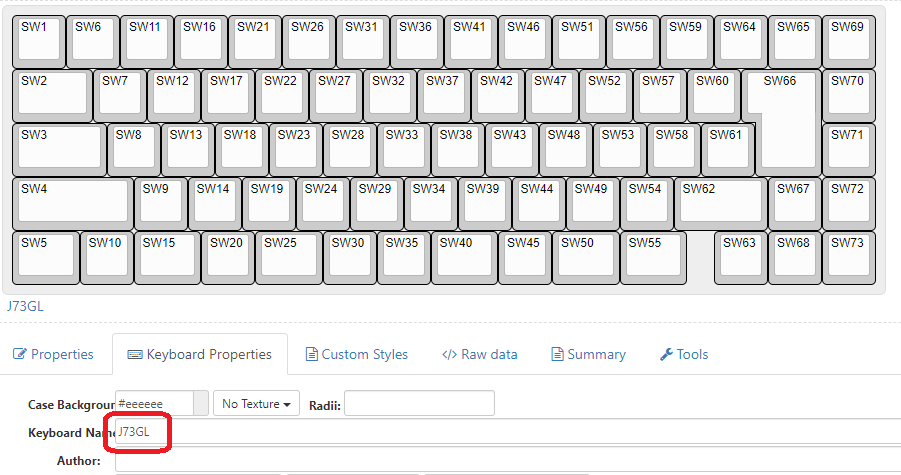 SW1 SW6 SW11 SW16 SW21 SW26 SW31 SW36 SW41 SW46 SW51 SW56 SW59 SW64 SW65 SW69
SW2 SW7 SW12 SW17 SW22 SW27 SW32 SW37 SW42 SW47 SW52 SW57 SW60 SW66 SW70
SW3 SW8 SW13 SW18 SW23 SW28 SW33 SW38 SW43 SW48 SW53 SW58 SW61 SW71
SW4 SW9 SW14 SW19 SW24 SW29 SW34 SW39 SW44 SW49 SW54 SW62 SW67 SW72
SW5 SW10 SW15 SW20 SW25 SW30 SW35 SW40 SW45 SW50 SW55 SW63 SW68 SW73
J73GL
Properties Keyboard Properties Custom Styles </> Raw data Summary Tools
Case Backgroun #eeeeee No Texture Radii:
Keyboard Nam J73GL
Author: